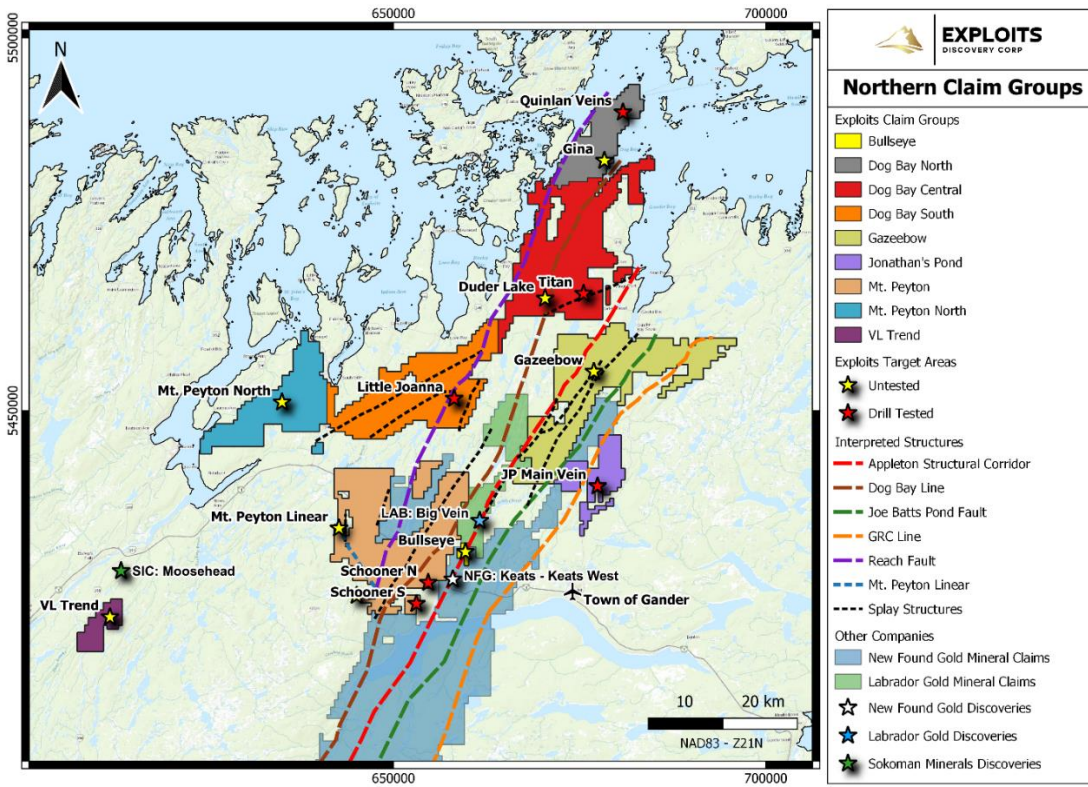 650000
700000
5500000
5450000
N
Quinlan Veins
Gina
Duder Lake
Titan
Gazeebow
Mt. Peyton North
Little Joanna
JP Main Vein
LAB: Big Vein
Mt. Peyton Linear
Bullseye
Schooner N
NFG: Keats - Keats West
SIC: Moosehead
Schooner S
Town of Gander
VL Trend
10 20 km
NAD83 - Z21N
650000
700000
EXPLOITS
DISCOVERY CORP
Northern Claim Groups
Exploits Claim Groups
Bullseye
Dog Bay North
Dog Bay Central
Dog Bay South
Gazeebow
Jonathan's Pond
Mt. Peyton
Mt. Peyton North
VL Trend
Exploits Target Areas
Untested
Drill Tested
Interpreted Structures
Appleton Structural Corridor
Dog Bay Line
Joe Batts Pond Fault
GRC Line
Reach Fault
Mt. Peyton Linear
Splay Structures
Other Companies
New Found Gold Mineral Claims
Labrador Gold Mineral Claims
New Found Gold Discoveries
Labrador Gold Discoveries
Sokoman Minerals Discoveries